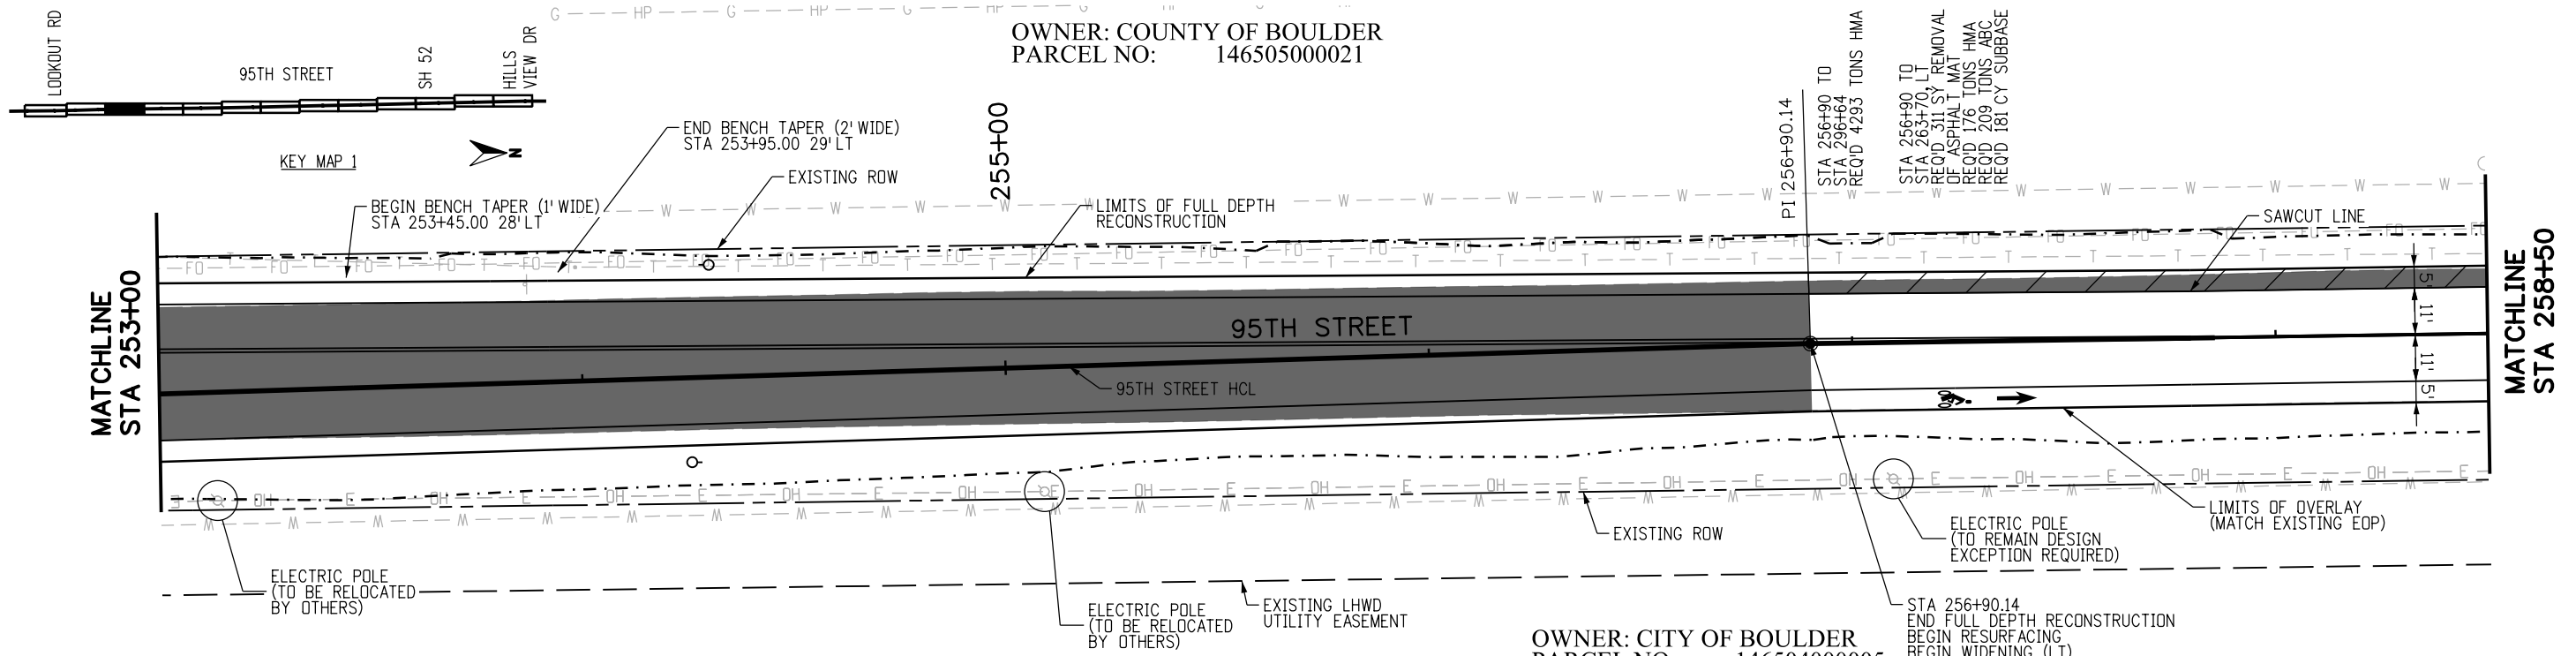 G HP G HP G HP G HP G HP
OWNER: COUNTY OF BOULDER
PARCEL NO: 146505000021
LOOKOUT RD
95TH STREET
SH 52
HILLS
VIEW DR
KEY MAP 1
N
BEGIN BENCH TAPER (1' WIDE)
STA 253+45.00 28' LT
END BENCH TAPER (2' WIDE)
STA 253+95.00 29' LT
EXISTING ROW
255+00
LIMITS OF FULL DEPTH
RECONSTRUCTION
PI 256+90.14
STA 256+90 TO
STA 296+64
REQ'D 4293 TONS HMA
STA 256+90 TO
STA 263+70, LT
REQ'D 311 SY REMOVAL
OF ASPHALT MAT
REQ'D 176 TONS HMA
REQ'D 209 TONS ABC
REQ'D 181 CY SUBBASE
SAWCUT LINE
MATCHLINE
STA 253+00
MATCHLINE
STA 258+50
95TH STREET
95TH STREET HCL
5'
11'
11'
5'
EXISTING ROW
LIMITS OF OVERLAY
(MATCH EXISTING EOP)
ELECTRIC POLE
(TO REMAIN DESIGN
EXCEPTION REQUIRED)
ELECTRIC POLE
(TO BE RELOCATED
BY OTHERS)
ELECTRIC POLE
(TO BE RELOCATED
BY OTHERS)
EXISTING LHWD
UTILITY EASEMENT
STA 256+90.14
END FULL DEPTH RECONSTRUCTION
BEGIN RESURFACING
BEGIN WIDENING (LT)
OWNER: CITY OF BOULDER
PARCEL NO: